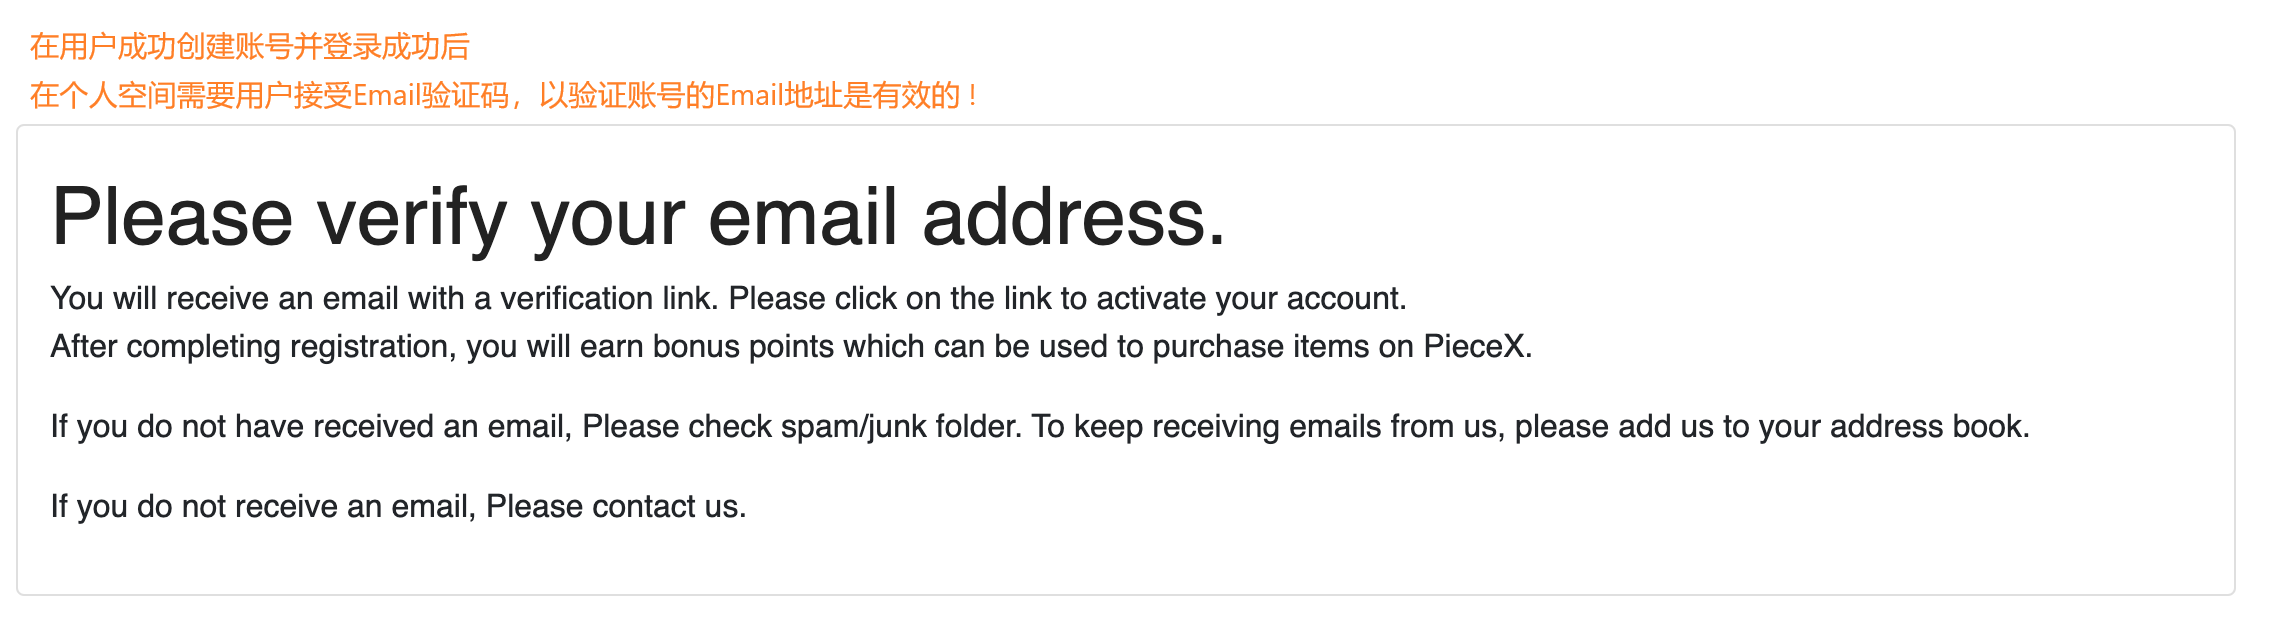 在用户成功创建账号并登录成功后
在个人空间需要用户接受Email验证码，以验证账号的Email地址是有效的！
Please verify your email address.
You will receive an email with a verification link. Please click on the link to activate your account.
After completing registration, you will earn bonus points which can be used to purchase items on PieceX.
If you do not have received an email, Please check spam/junk folder. To keep receiving emails from us, please add us to your address book.
If you do not receive an email, Please contact us.